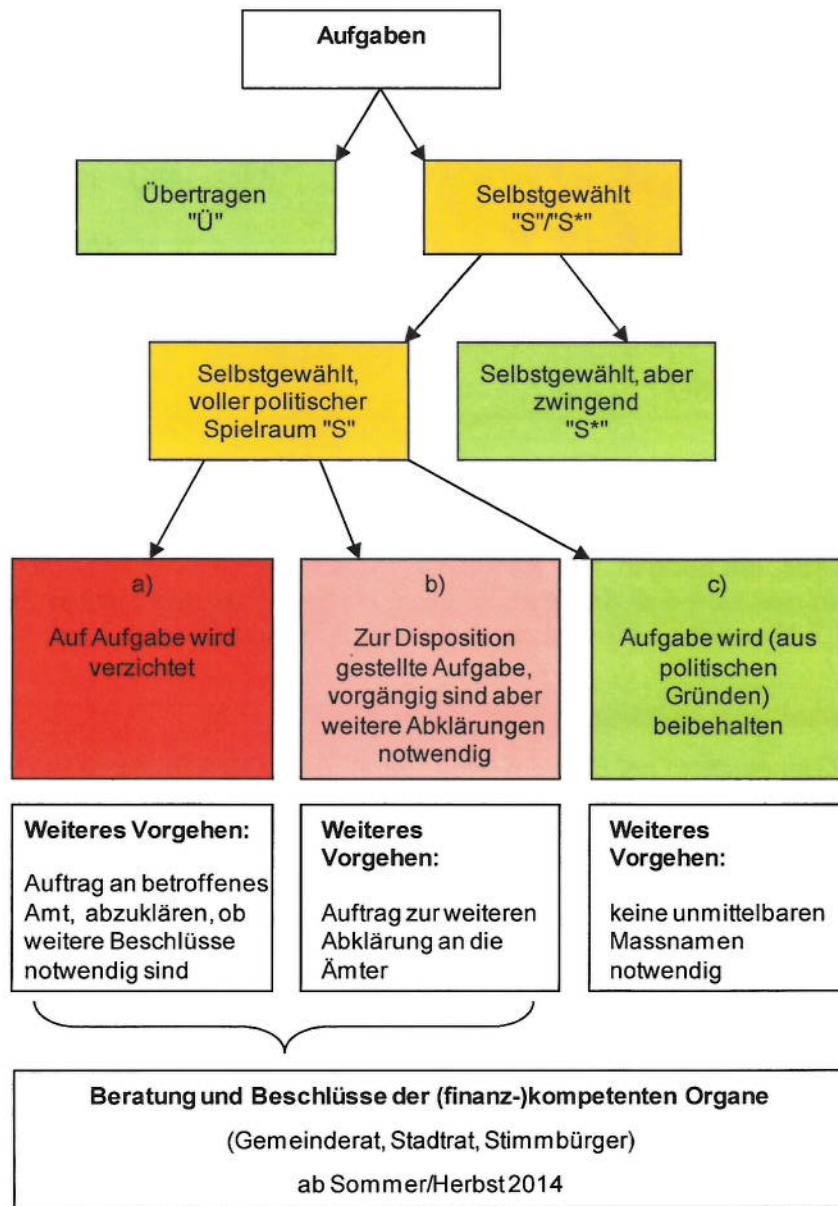 Aufgaben
Übertragen
"Ü"
Selbstgewählt
"S"/"S*"
Selbstgewählt,
voller politischer
Spielraum "S"
Selbstgewählt, aber
zwingend
"S*"
a)
Auf Aufgabe wird
verzichtet
b)
Zur Disposition
gestellte Aufgabe,
vorgängig sind aber
weitere Abklärungen
notwendig
c)
Aufgabe wird (aus
politischen
Gründen)
beibehalten
Weiteres Vorgehen:
Auftrag an betroffenes
Amt, abzuklären, ob
weitere Beschlüsse
notwendig sind
Weiteres
Vorgehen:
Auftrag zur weiteren
Abklärung an die
Ämter
Weiteres
Vorgehen:
keine unmittelbaren
Massnamen
notwendig
Beratung und Beschlüsse der (finanz-)kompetenten Organe
(Gemeinderat, Stadtrat, Stimmbürger)
ab Sommer/Herbst 2014